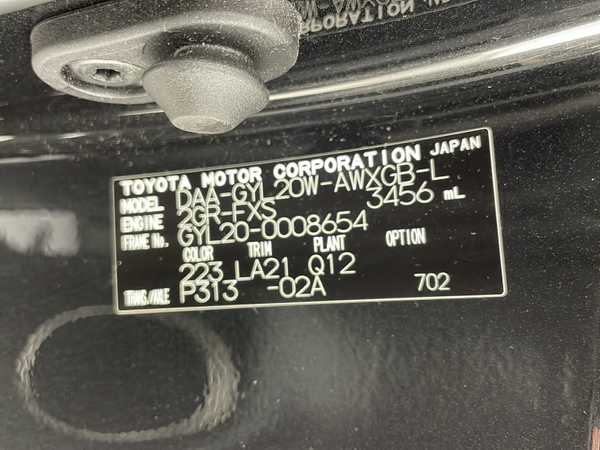 TOYOTA MOTOR CORPORATION JAPAN
MODEL DAA-GYL20W-AWXGB-L
ENGINE 2GR-FXS 3456 mL
FRAME No. GYL20-0008654
COLOR TRIM PLANT OPTION
223 LA21 Q12
TRANS./AXLE P313 -02A 702